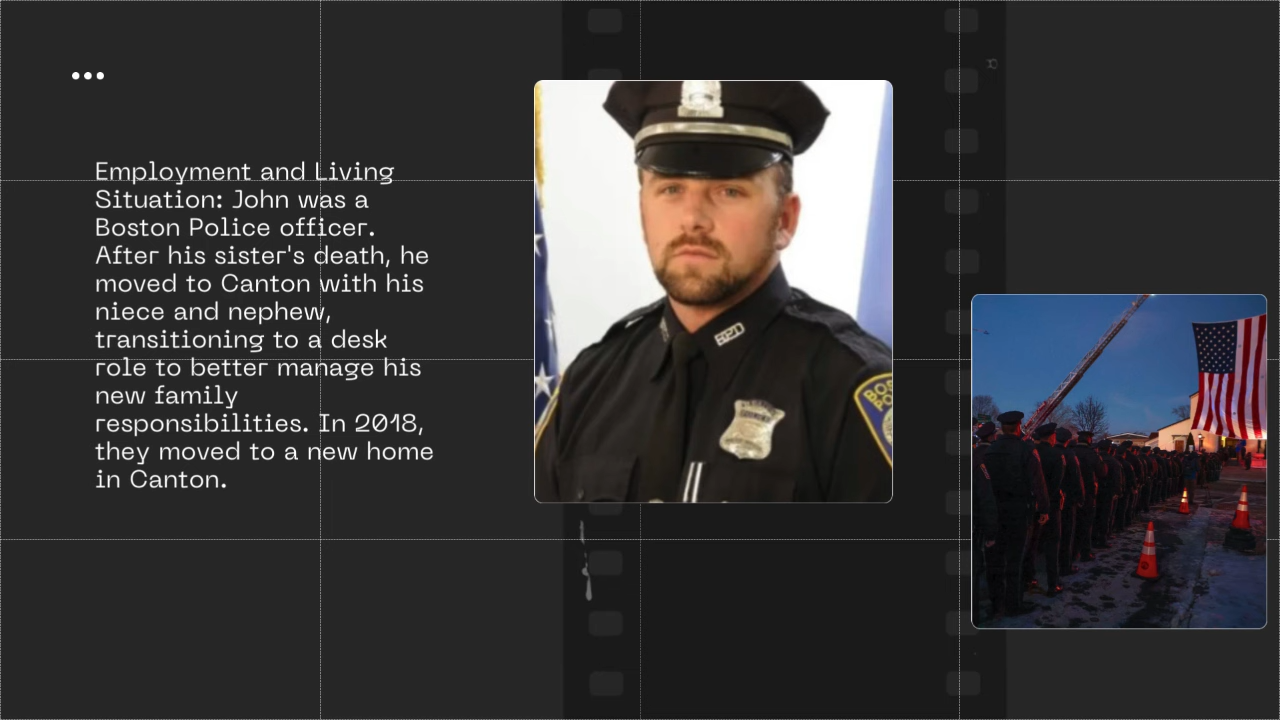 Employment and Living
Situation: John was a
Boston Police officer.
After his sister's death, he
moved to Canton with his
niece and nephew,
transitioning to a desk
role to better manage his
new family
responsibilities. In 2018,
they moved to a new home
in Canton.
BPD